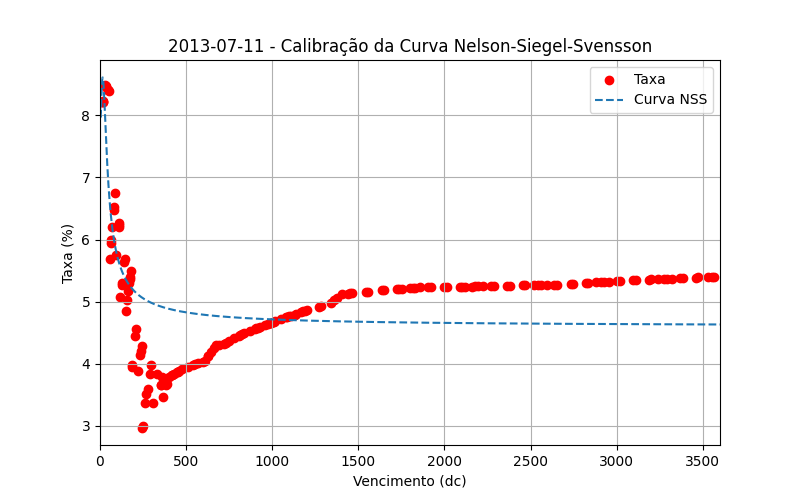 2013-07-11 - Calibração da Curva Nelson-Siegel-Svensson
Taxa
Curva NSS
Taxa (%)
8
7
6
5
4
3
0
500
1000
1500
2000
2500
3000
3500
Vencimento (dc)